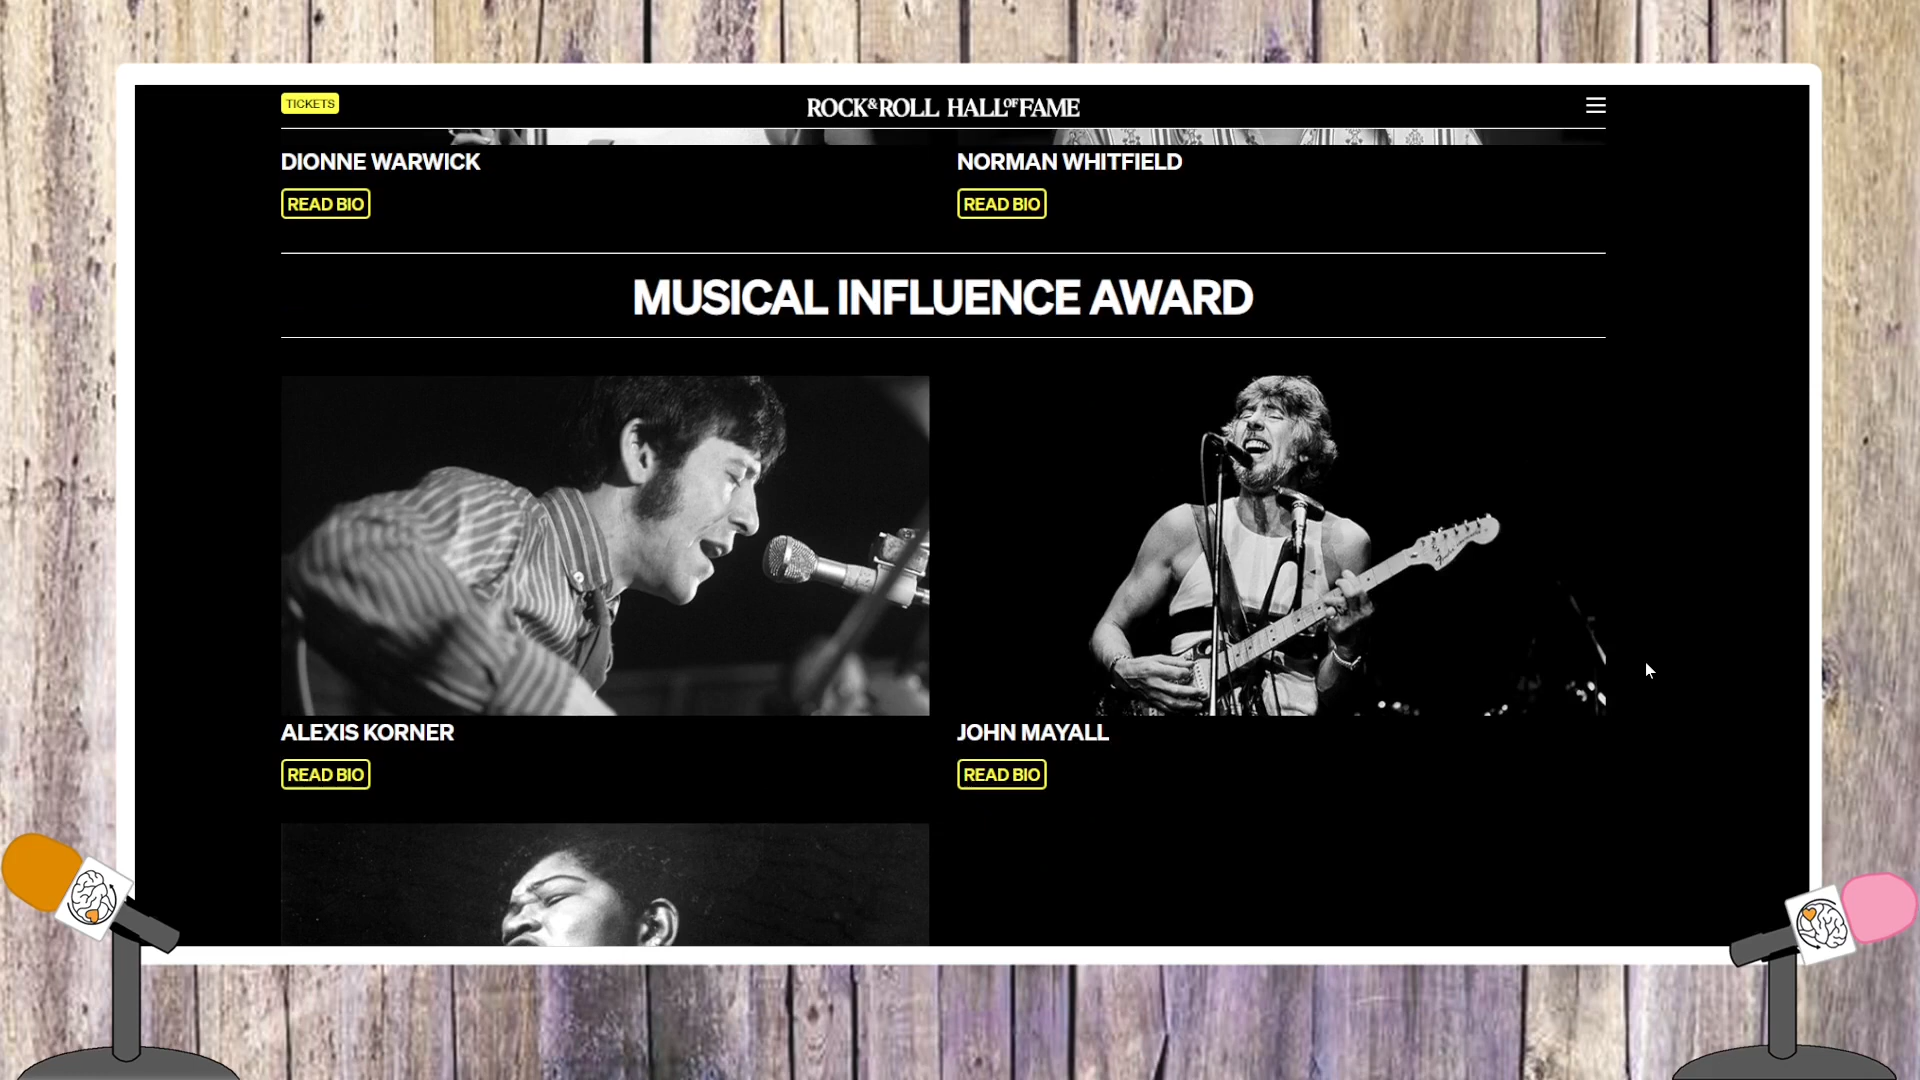 TICKETS
ROCK&ROLL HALL OF FAME
DIONNE WARWICK
NORMAN WHITFIELD
READ BIO
READ BIO
MUSICAL INFLUENCE AWARD
ALEXIS KORNER
JOHN MAYALL
READ BIO
READ BIO